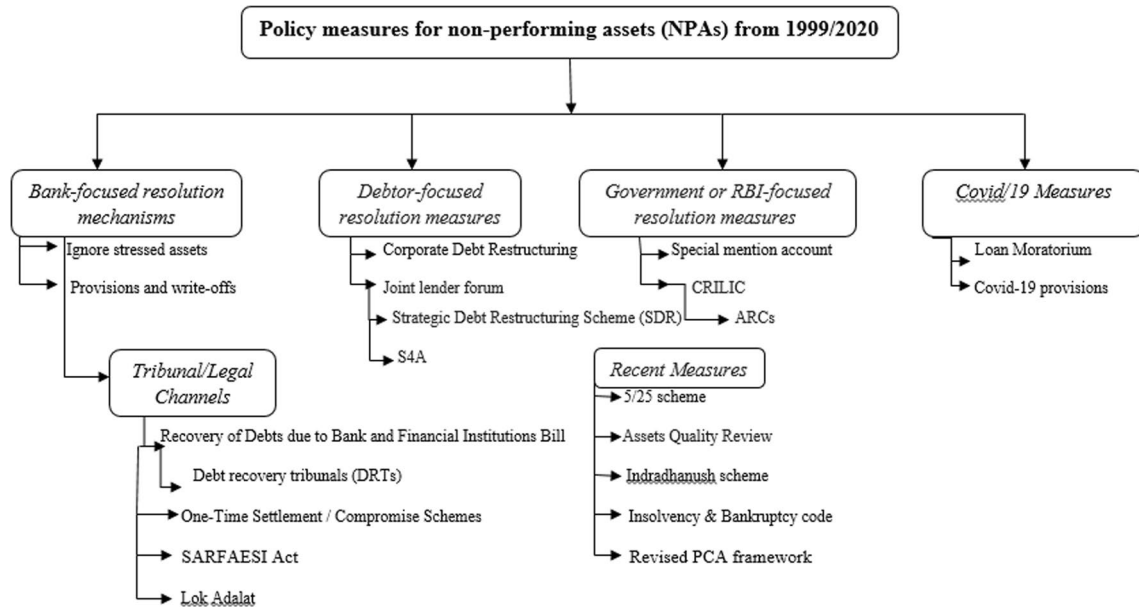 Policy measures for non-performing assets (NPAs) from 1999/2020
Bank-focused resolution
mechanisms
Ignore stressed assets
Provisions and write-offs
Tribunal/Legal
Channels
Recovery of Debts due to Bank and Financial Institutions Bill
Debt recovery tribunals (DRTs)
One-Time Settlement / Compromise Schemes
SARFAESI Act
Lok Adalat
Debtor-focused
resolution measures
Corporate Debt Restructuring
Joint lender forum
Strategic Debt Restructuring Scheme (SDR)
S4A
Government or RBI-focused
resolution measures
Special mention account
CRILIC
ARCs
Recent Measures
5/25 scheme
Assets Quality Review
Indradhanush scheme
Insolvency & Bankruptcy code
Revised PCA framework
Covid/19 Measures
Loan Moratorium
Covid-19 provisions